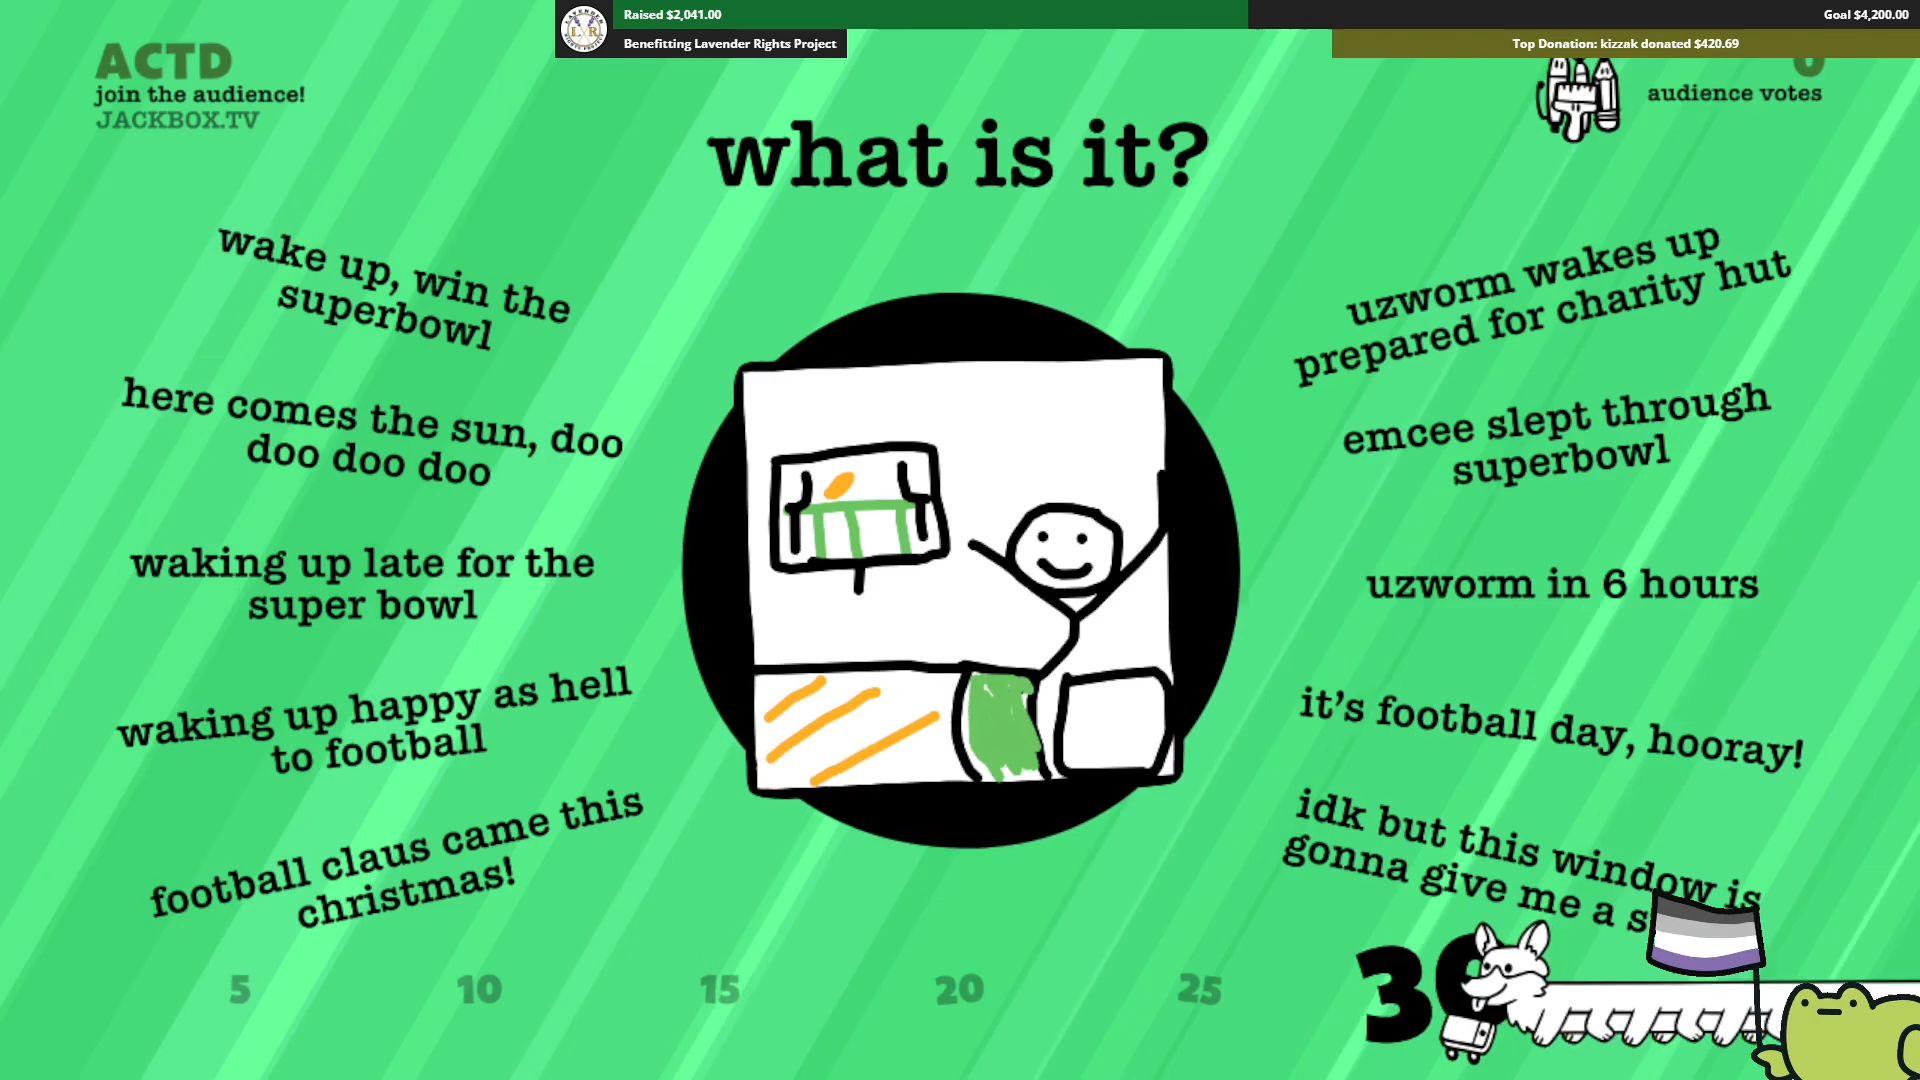 Raised $2,041.00
Goal $4,200.00
Benefitting Lavender Rights Project
Top Donation: kizzak donated $420.69
ACTD
join the audience!
JACKBOX.TV
0
audience votes
what is it?
wake up, win the
superbowl
here comes the sun, doo
doo doo doo
waking up late for the
super bowl
waking up happy as hell
to football
football claus came this
christmas!
uzworm wakes up
prepared for charity hut
emcee slept through
superbowl
uzworm in 6 hours
it's football day, hooray!
idk but this window is
gonna give me a
5
10
15
20
25
30